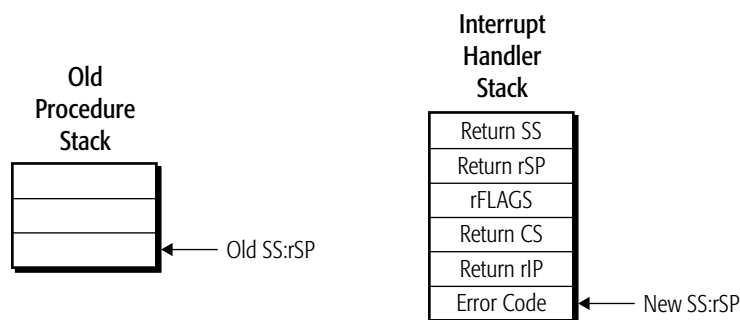 Old
Procedure
Stack
Old SS:rSP
Interrupt
Handler
Stack
Return SS
Return rSP
rFLAGS
Return CS
Return rIP
Error Code
New SS:rSP